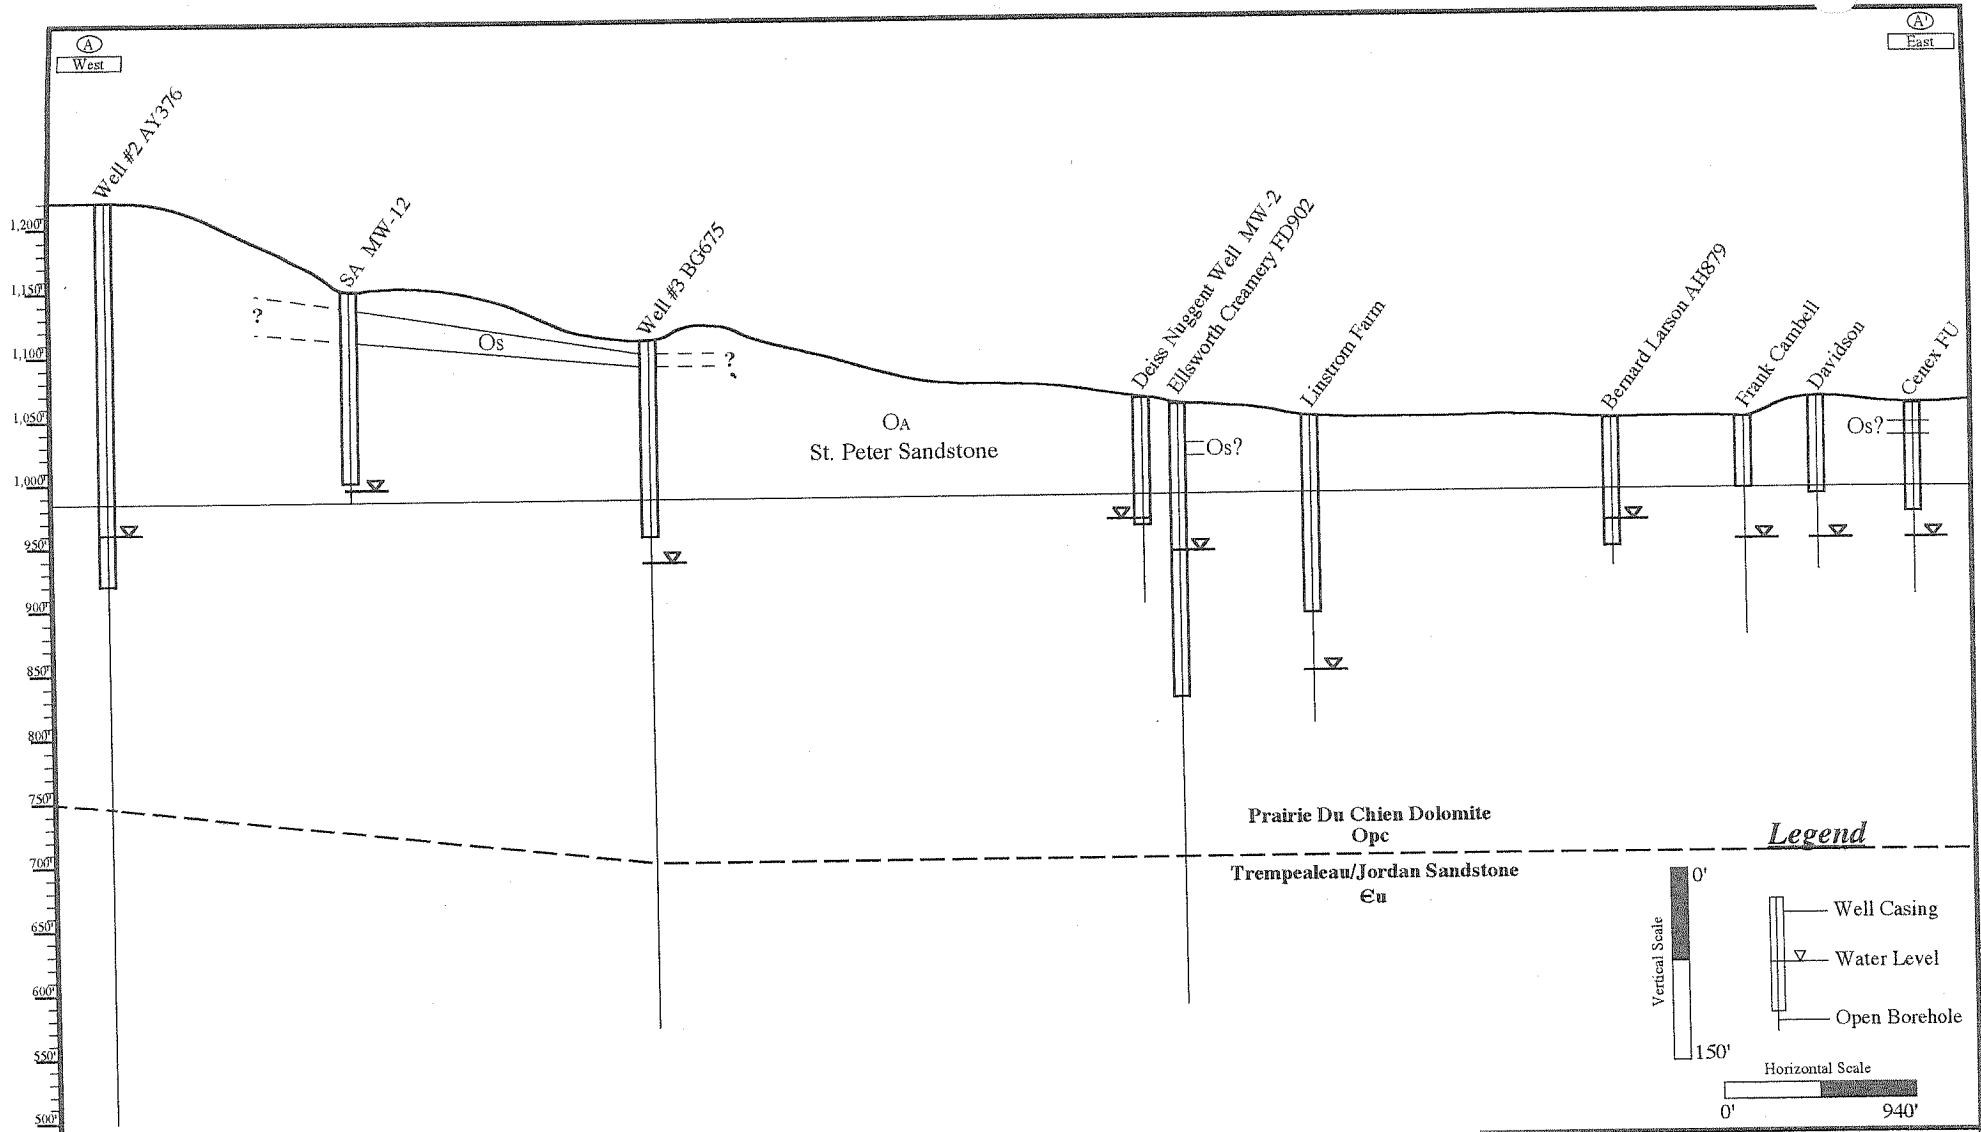 A
West
A'
East
Well #2 AY376
SA MW-12
Well #3 BG675
Deiss Nuggent Well MW-2
Ellsworth Creamery FD902
Linstrom Farm
Bernard Larson AH879
Frank Cambell
Davidson
Cenex FU
1,200'
1,150'
1,100'
1,050'
1,000'
950'
900'
850'
800'
750'
700'
650'
600'
550'
500'
?
Os
?
OA
St. Peter Sandstone
Os?
Os?
Prairie Du Chien Dolomite
Opc
Trempealeau/Jordan Sandstone
Єu
Legend
Vertical Scale
0'
150'
Well Casing
Water Level
Open Borehole
Horizontal Scale
0'
940'